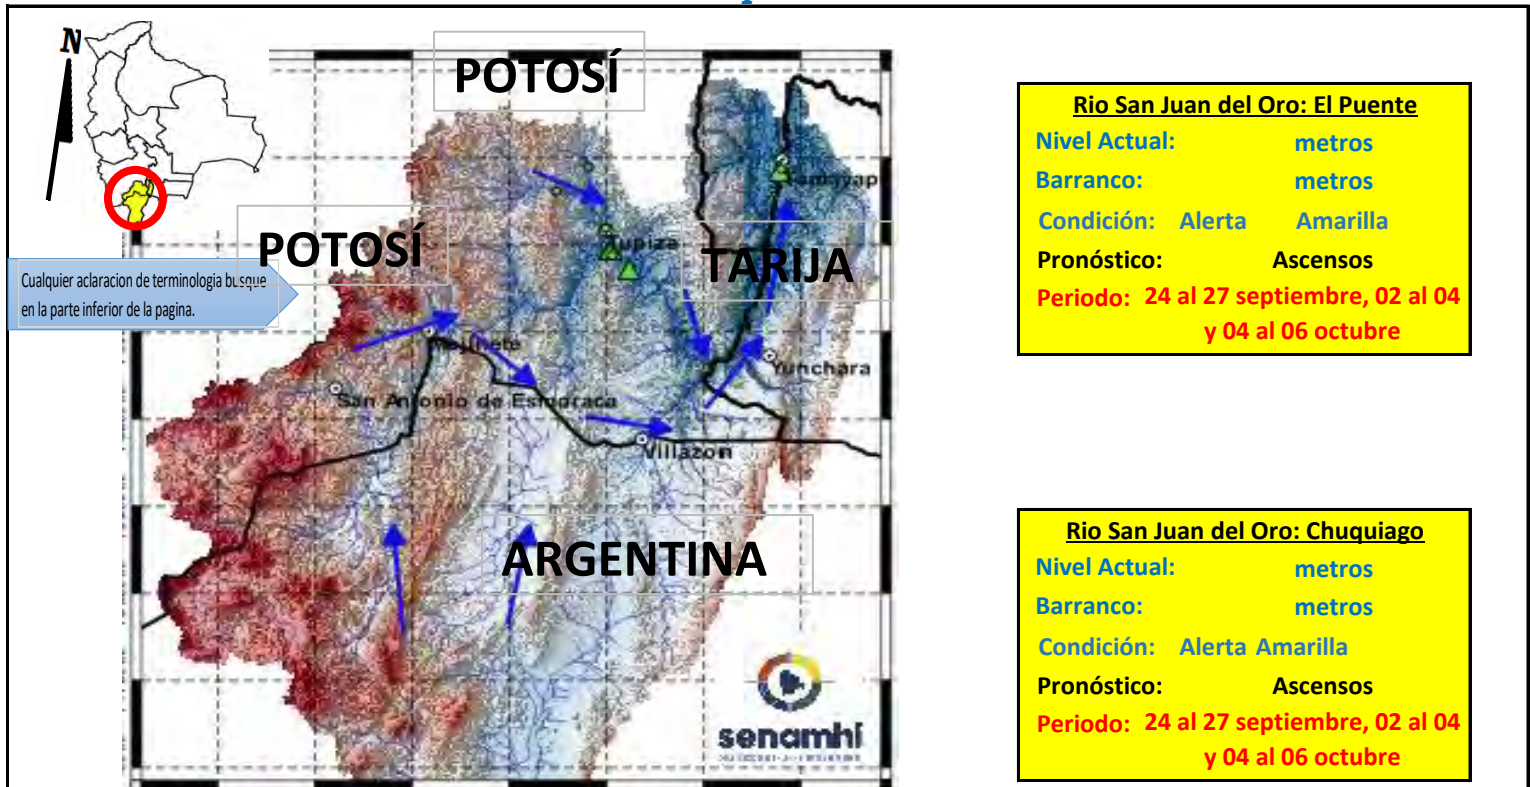 N
POTOSÍ
POTOSÍ
TARIJA
Cualquier aclaracion de terminologia busque
en la parte inferior de la pagina.
Tupiza
Yunchara
San Antonio de Esmoraca
Villazon
ARGENTINA
senamhi
Rio San Juan del Oro: El Puente
Nivel Actual: metros
Barranco: metros
Condición: Alerta Amarilla
Pronóstico: Ascensos
Periodo: 24 al 27 septiembre, 02 al 04
y 04 al 06 octubre
Rio San Juan del Oro: Chuquiago
Nivel Actual: metros
Barranco: metros
Condición: Alerta Amarilla
Pronóstico: Ascensos
Periodo: 24 al 27 septiembre, 02 al 04
y 04 al 06 octubre